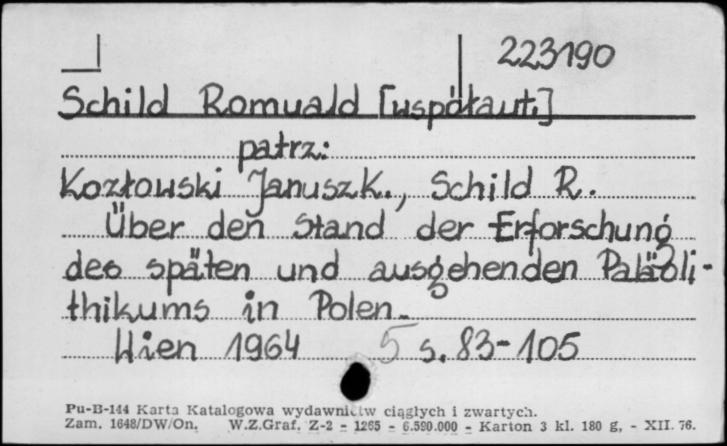 223190
Schild Romuald [współaut.]
patrz:
Kozłowski Janusz K., Schild R.
Über den Stand der Erforschung
des späten und ausgehenden Paläoli-
thikums in Polen.
Wien 1964 5 s. 83-105
Pu-B-144 Karta Katalogowa wydawnictw ciągłych i zwartych.
Zam. 1648/DW/On. W.Z.Graf. Z-2 - 1265 - 6.590.000 - Karton 3 kl. 180 g, - XII. 76.